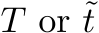 T or t̃